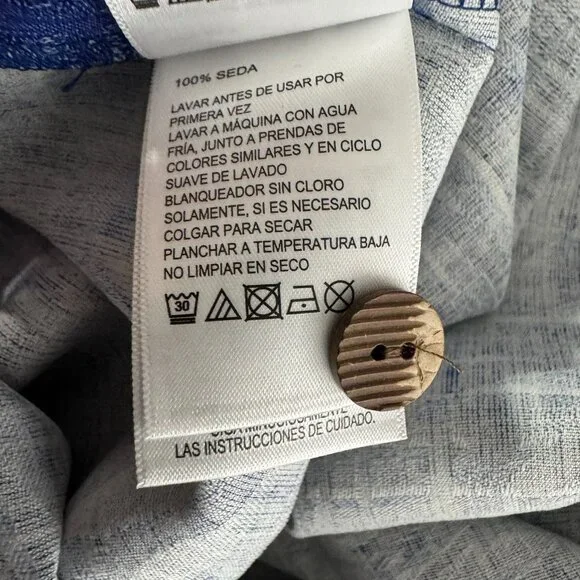 100% SEDA
LAVAR ANTES DE USAR POR
PRIMERA VEZ
LAVAR A MÁQUINA CON AGUA
FRÍA, JUNTO A PRENDAS DE
COLORES SIMILARES Y EN CICLO
SUAVE DE LAVADO
BLANQUEADOR SIN CLORO
SOLAMENTE, SI ES NECESARIO
COLGAR PARA SECAR
PLANCHAR A TEMPERATURA BAJA
NO LIMPIAR EN SECO
30
SIGA MINUCIOSAMENTE
LAS INSTRUCCIONES DE CUIDADO.